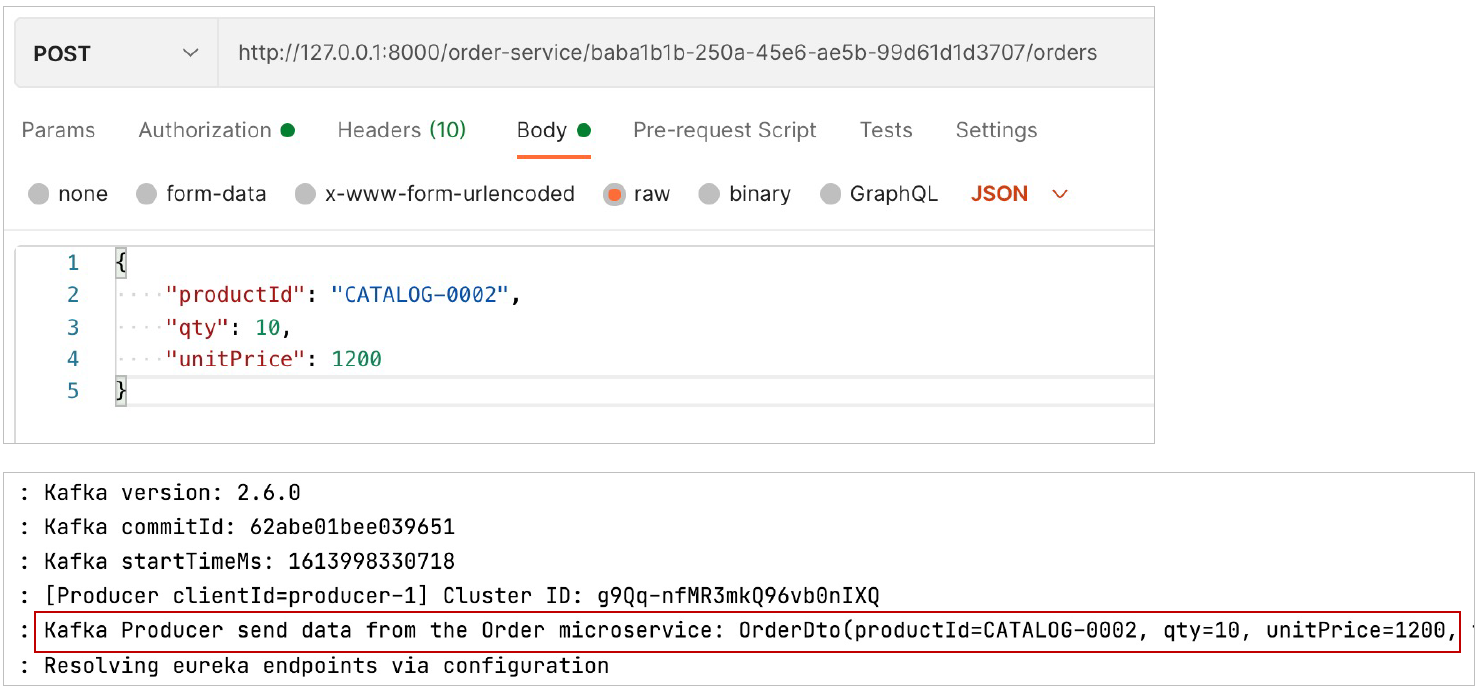 POST http://127.0.0.1:8000/order-service/baba1b1b-250a-45e6-ae5b-99d61d1d3707/orders
Params Authorization Headers (10) Body Pre-request Script Tests Settings
none form-data x-www-form-urlencoded raw binary GraphQL JSON
1 {
2 ····"productId": "CATALOG-0002",
3 ····"qty": 10,
4 ····"unitPrice": 1200
5 }
: Kafka version: 2.6.0
: Kafka commitId: 62abe01bee039651
: Kafka startTimeMs: 1613998330718
: [Producer clientId=producer-1] Cluster ID: g9Qq-nfMR3mkQ96vb0nIXQ
: Kafka Producer send data from the Order microservice: OrderDto(productId=CATALOG-0002, qty=10, unitPrice=1200,
: Resolving eureka endpoints via configuration